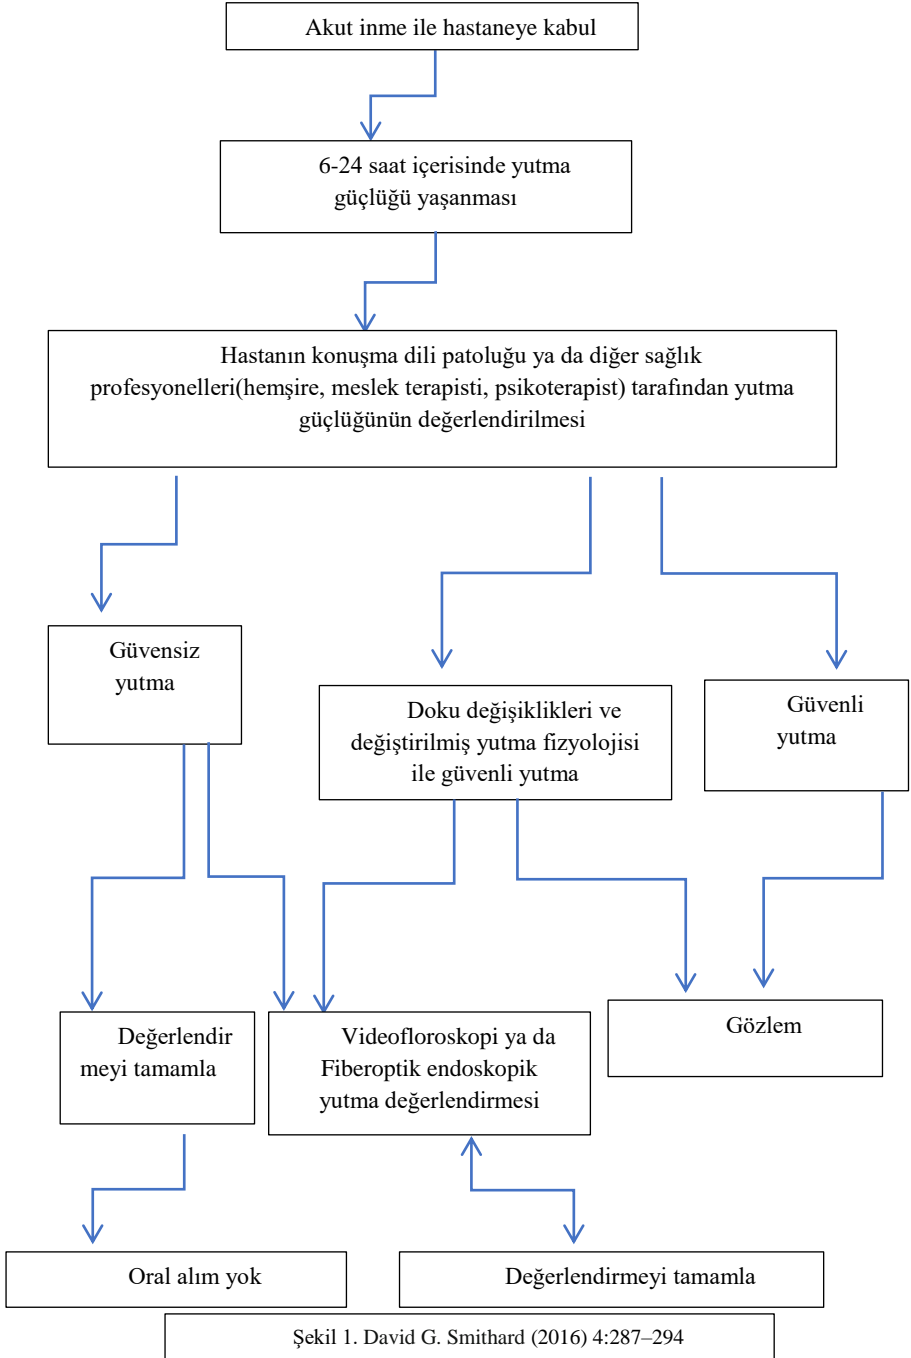 Akut inme ile hastaneye kabul
6-24 saat içerisinde yutma
güçlüğü yaşanması
Hastanın konuşma dili patoluğu ya da diğer sağlık
profesyonelleri(hemşire, meslek terapisti, psikoterapist) tarafından yutma
güçlüğünün değerlendirilmesi
Güvensiz
yutma
Doku değişiklikleri ve
değiştirilmiş yutma fizyolojisi
ile güvenli yutma
Güvenli
yutma
Değerlendir
meyi tamamla
Videofloroskopi ya da
Fiberoptik endoskopik
yutma değerlendirmesi
Gözlem
Oral alım yok
Değerlendirmeyi tamamla
Şekil 1. David G. Smithard (2016) 4:287–294